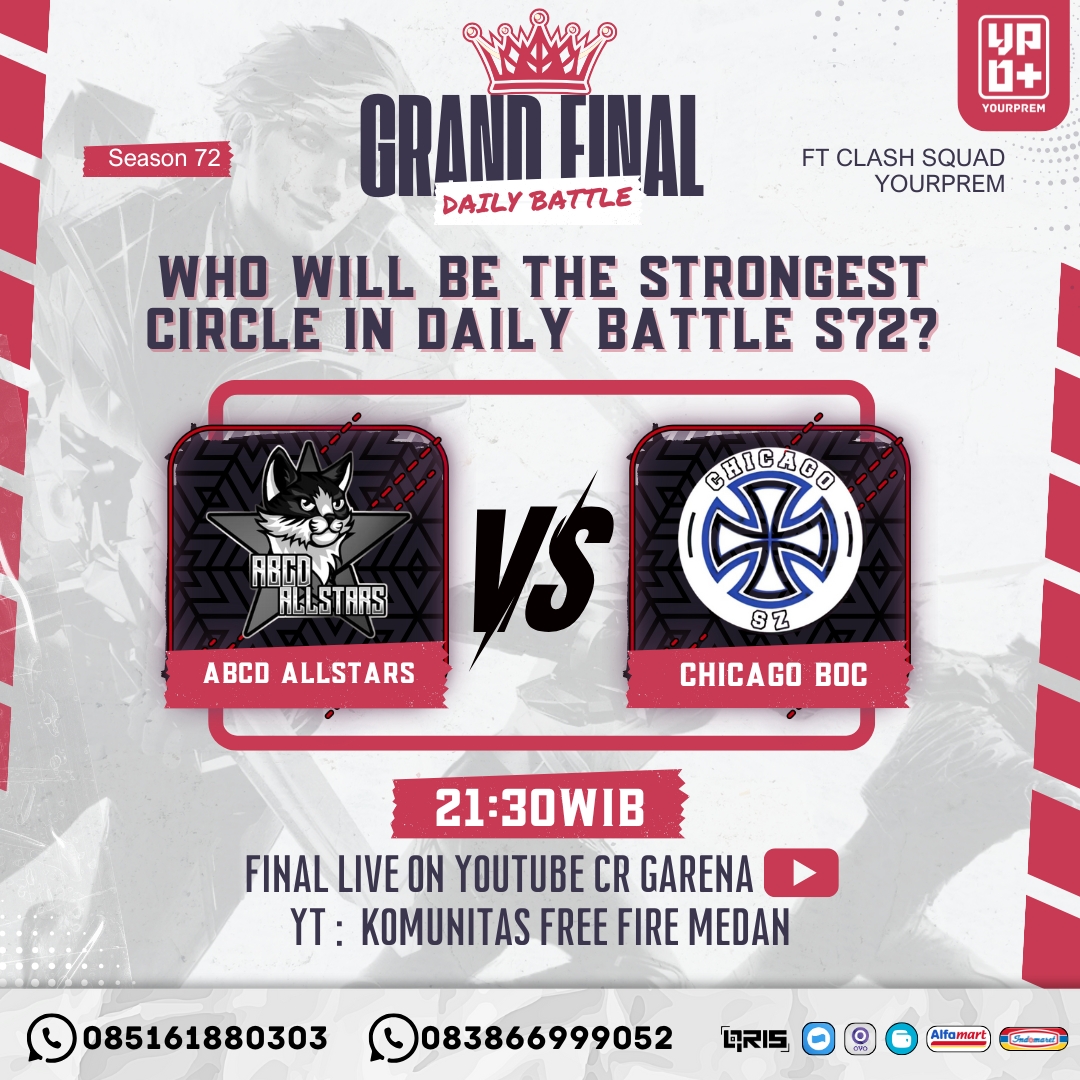 YP
D+
YOURPREM
GRAND FINAL
DAILY BATTLE
Season 72
FT CLASH SQUAD
YOURPREM
WHO WILL BE THE STRONGEST
CIRCLE IN DAILY BATTLE S72?
ABCD
ALLSTARS
ABCD ALLSTARS
VS
CHICAGO
SZ
CHICAGO BOC
21:30WIB
FINAL LIVE ON YOUTUBE CR GARENA
YT : KOMUNITAS FREE FIRE MEDAN
085161880303
083866999052
QRIS
OVO
Alfamart
Indomaret